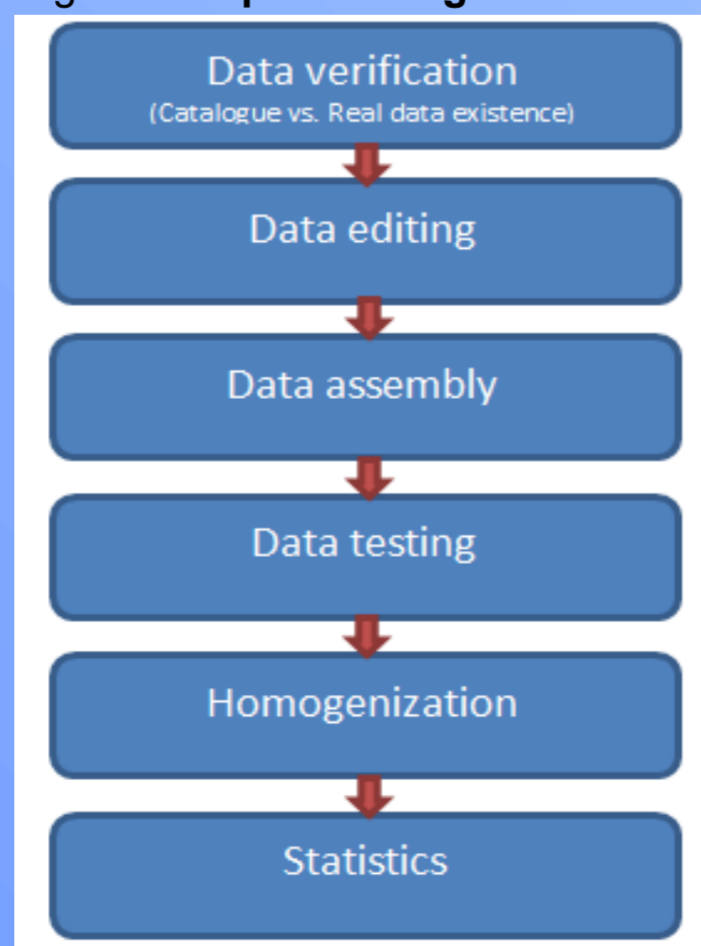 Data verification
(Catalogue vs. Real data existence)
Data editing
Data assembly
Data testing
Homogenization
Statistics